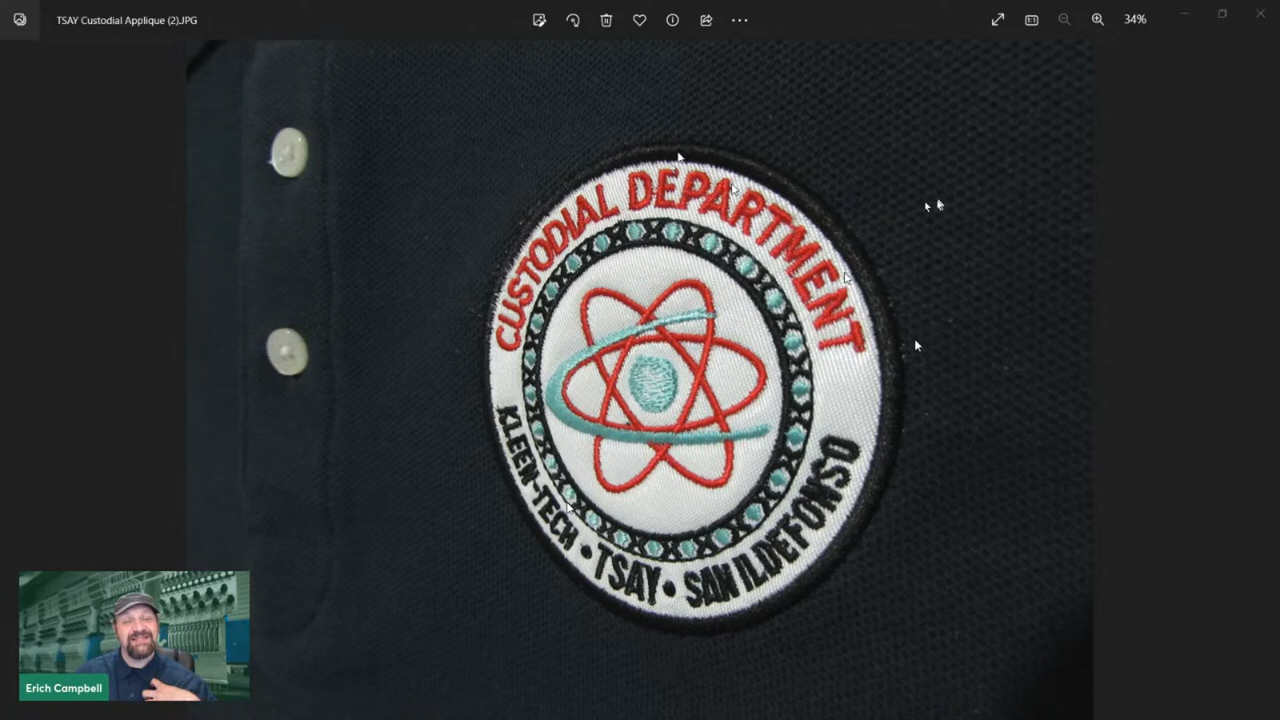 TSAY Custodial Applique (2).JPG
34%
CUSTODIAL DEPARTMENT
KLEEN-TECH • TSAY • SAN ILDEFONSO
Erich Campbell